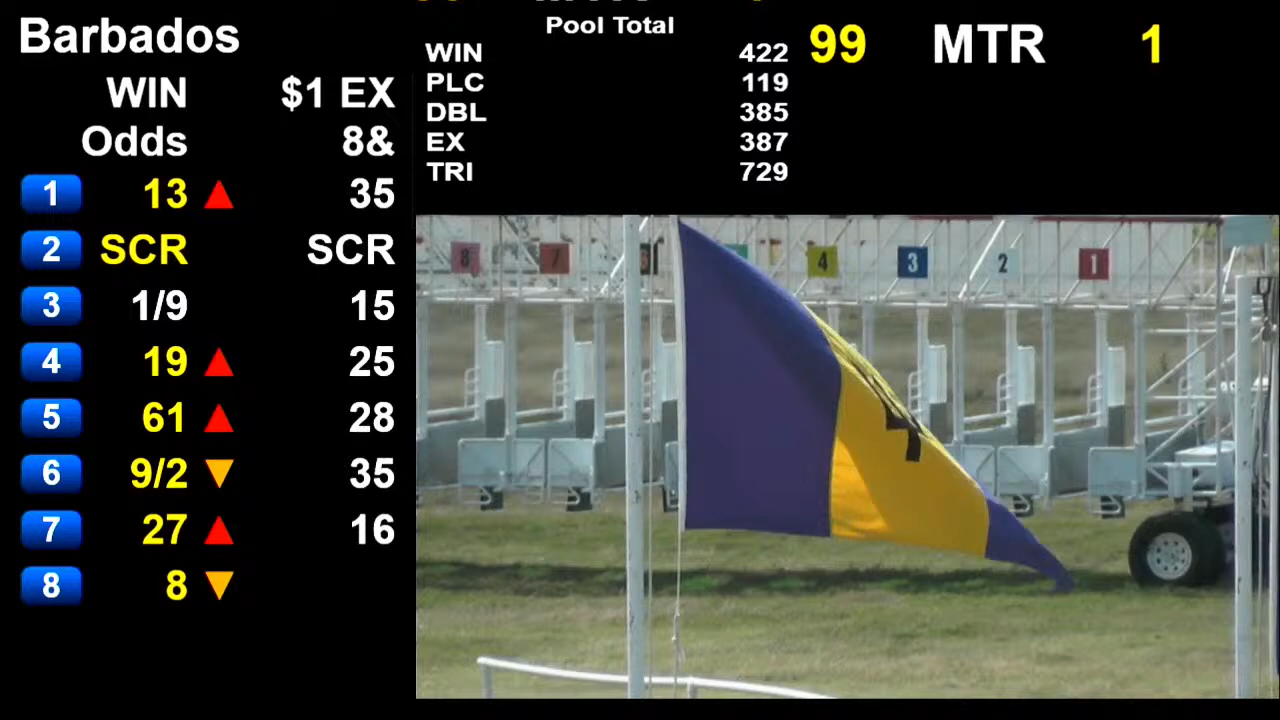 Barbados
WIN $1 EX
Odds 8&
1 13 35
2 SCR SCR
3 1/9 15
4 19 25
5 61 28
6 9/2 35
7 27 16
8 8
Pool Total
WIN 422
PLC 119
DBL 385
EX 387
TRI 729
99 MTR 1
8 7 6 4 3 2 1